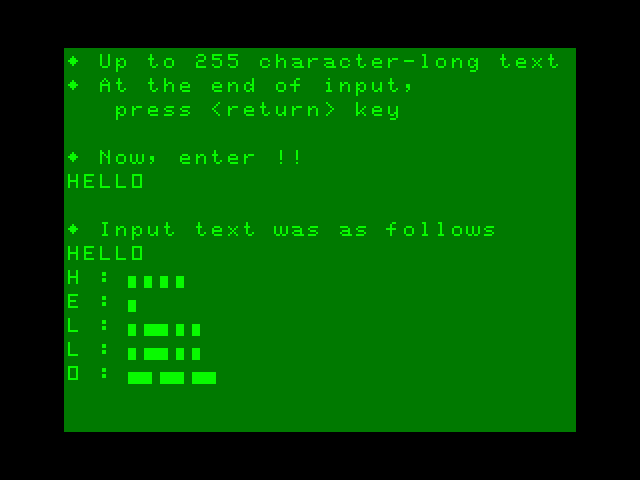 * Up to 255 character-long text
* At the end of input,
press <return> key
* Now, enter !!
HELLO
* Input text was as follows
HELLO
H :
E :
L :
L :
O :